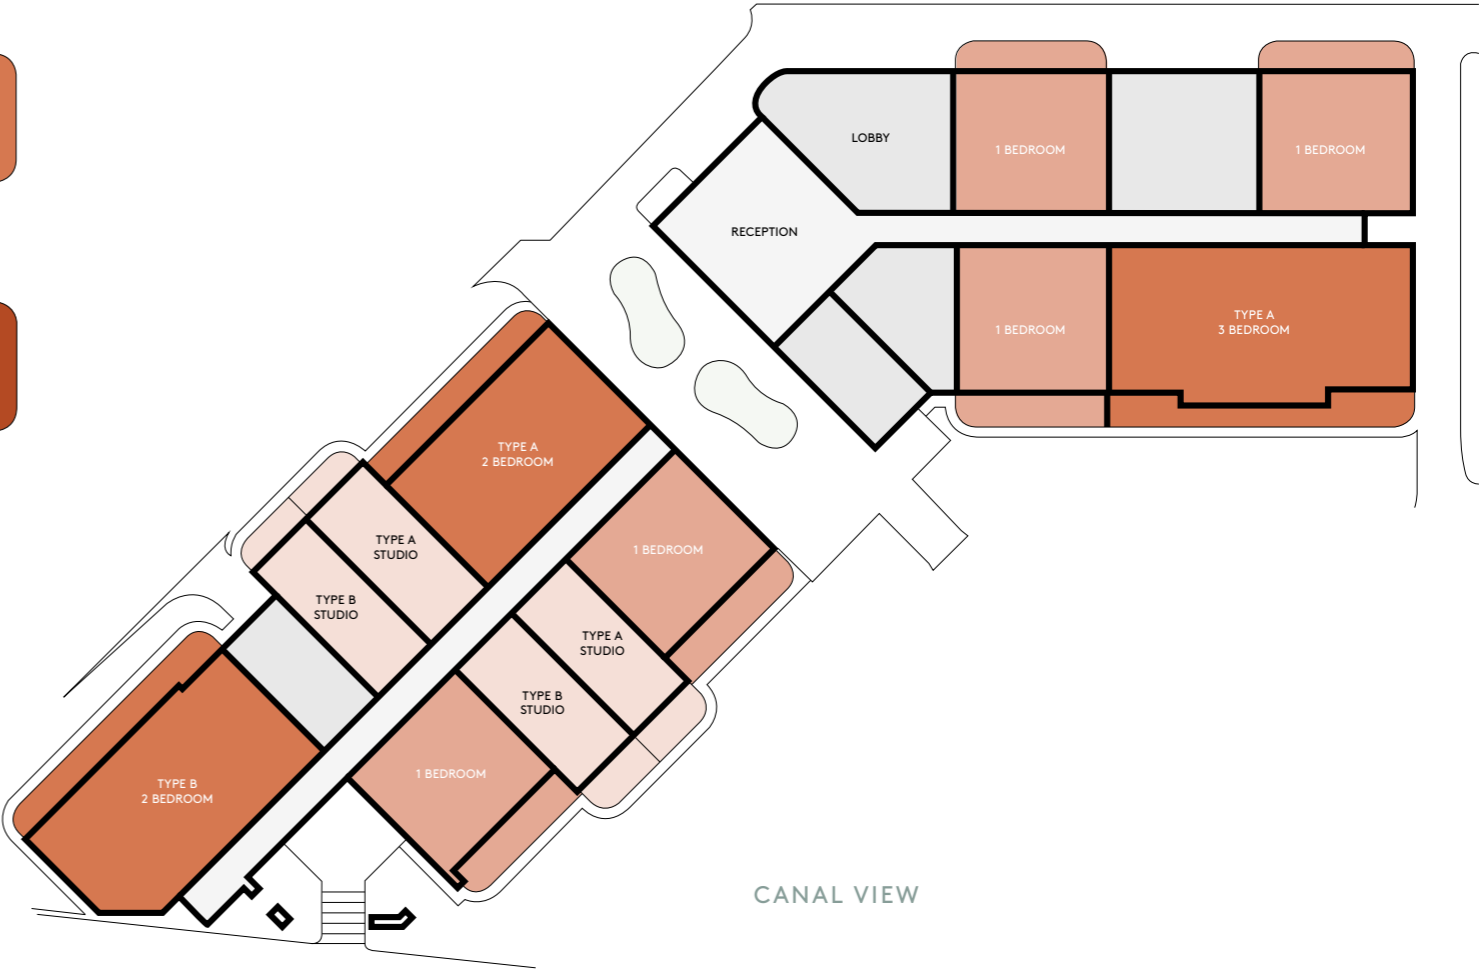 LOBBY
1 BEDROOM
1 BEDROOM
RECEPTION
1 BEDROOM
TYPE A
3 BEDROOM
TYPE A
2 BEDROOM
TYPE A
STUDIO
1 BEDROOM
TYPE B
STUDIO
TYPE A
STUDIO
TYPE B
STUDIO
1 BEDROOM
TYPE B
2 BEDROOM
CANAL VIEW